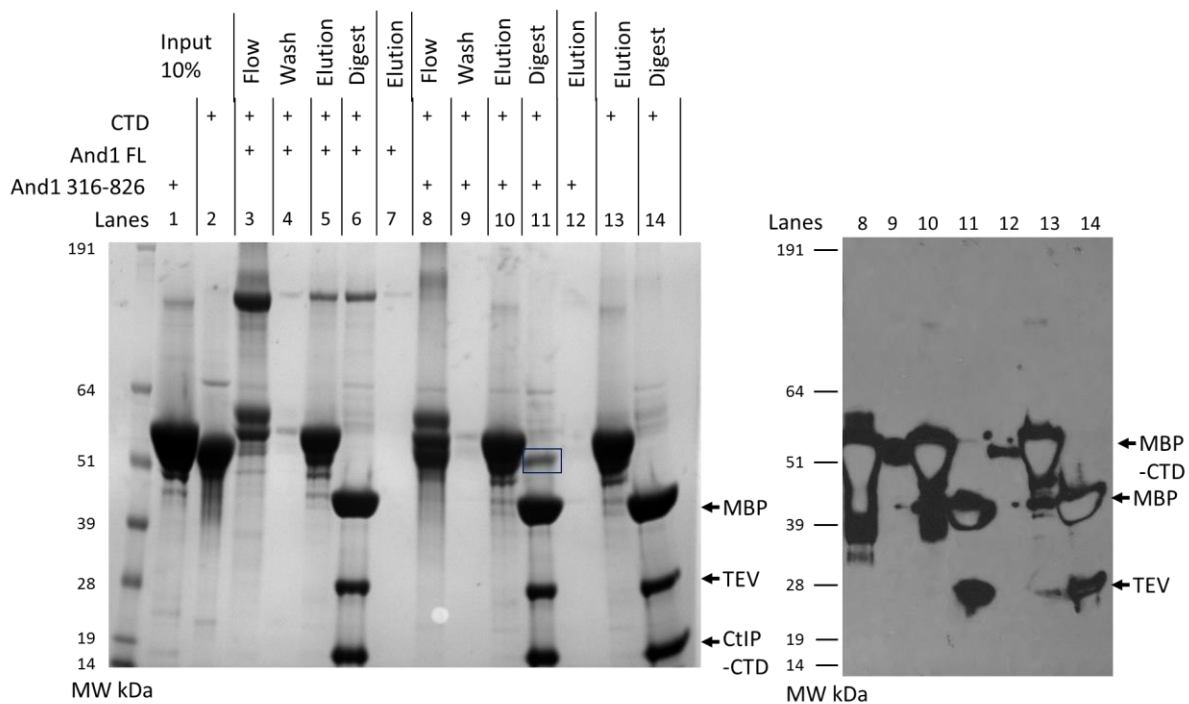 Input 10% Flow Wash Elution Digest Elution Flow Wash Elution Digest Elution Elution Digest
CTD + + + + + + + + + + +
And1 FL + + + + +
And1 316-826 + + + + + +
Lanes 1 2 3 4 5 6 7 8 9 10 11 12 13 14
191
64
51
39
28
19
14
MW kDa
MBP
TEV
CtIP
-CTD
Lanes 8 9 10 11 12 13 14
191
64
51
39
28
19
14
MW kDa
MBP
-CTD
MBP
TEV